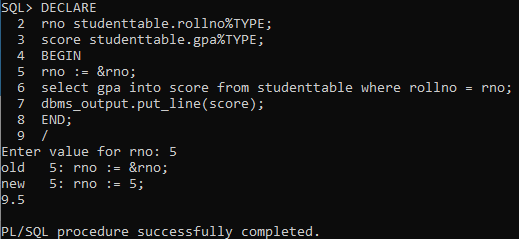 SQL> DECLARE
  2  rno studenttable.rollno%TYPE;
  3  score studenttable.gpa%TYPE;
  4  BEGIN
  5  rno := &rno;
  6  select gpa into score from studenttable where rollno = rno;
  7  dbms_output.put_line(score);
  8  END;
  9  /
Enter value for rno: 5
old   5: rno := &rno;
new   5: rno := 5;
9.5

PL/SQL procedure successfully completed.